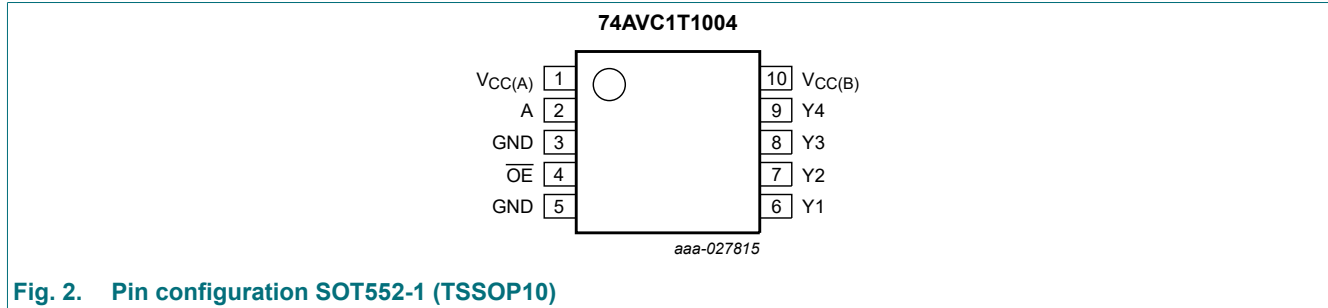 74AVC1T1004
VCC(A) 1
A 2
GND 3
OE 4
GND 5
10 VCC(B)
9 Y4
8 Y3
7 Y2
6 Y1
aaa-027815
Fig. 2. Pin configuration SOT552-1 (TSSOP10)